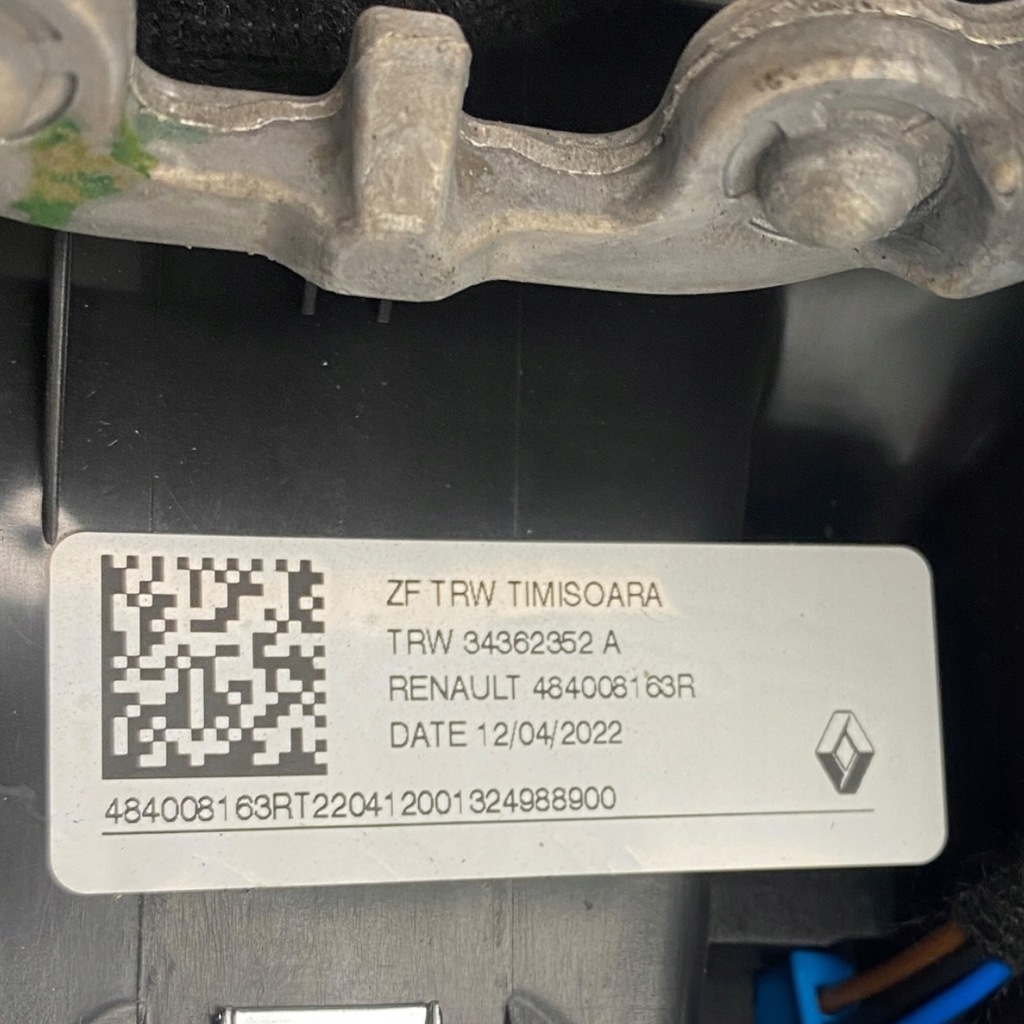 ZF TRW TIMISOARA
TRW 34362352 A
RENAULT 484008163R
DATE 12/04/2022
484008163RT220412001324988900